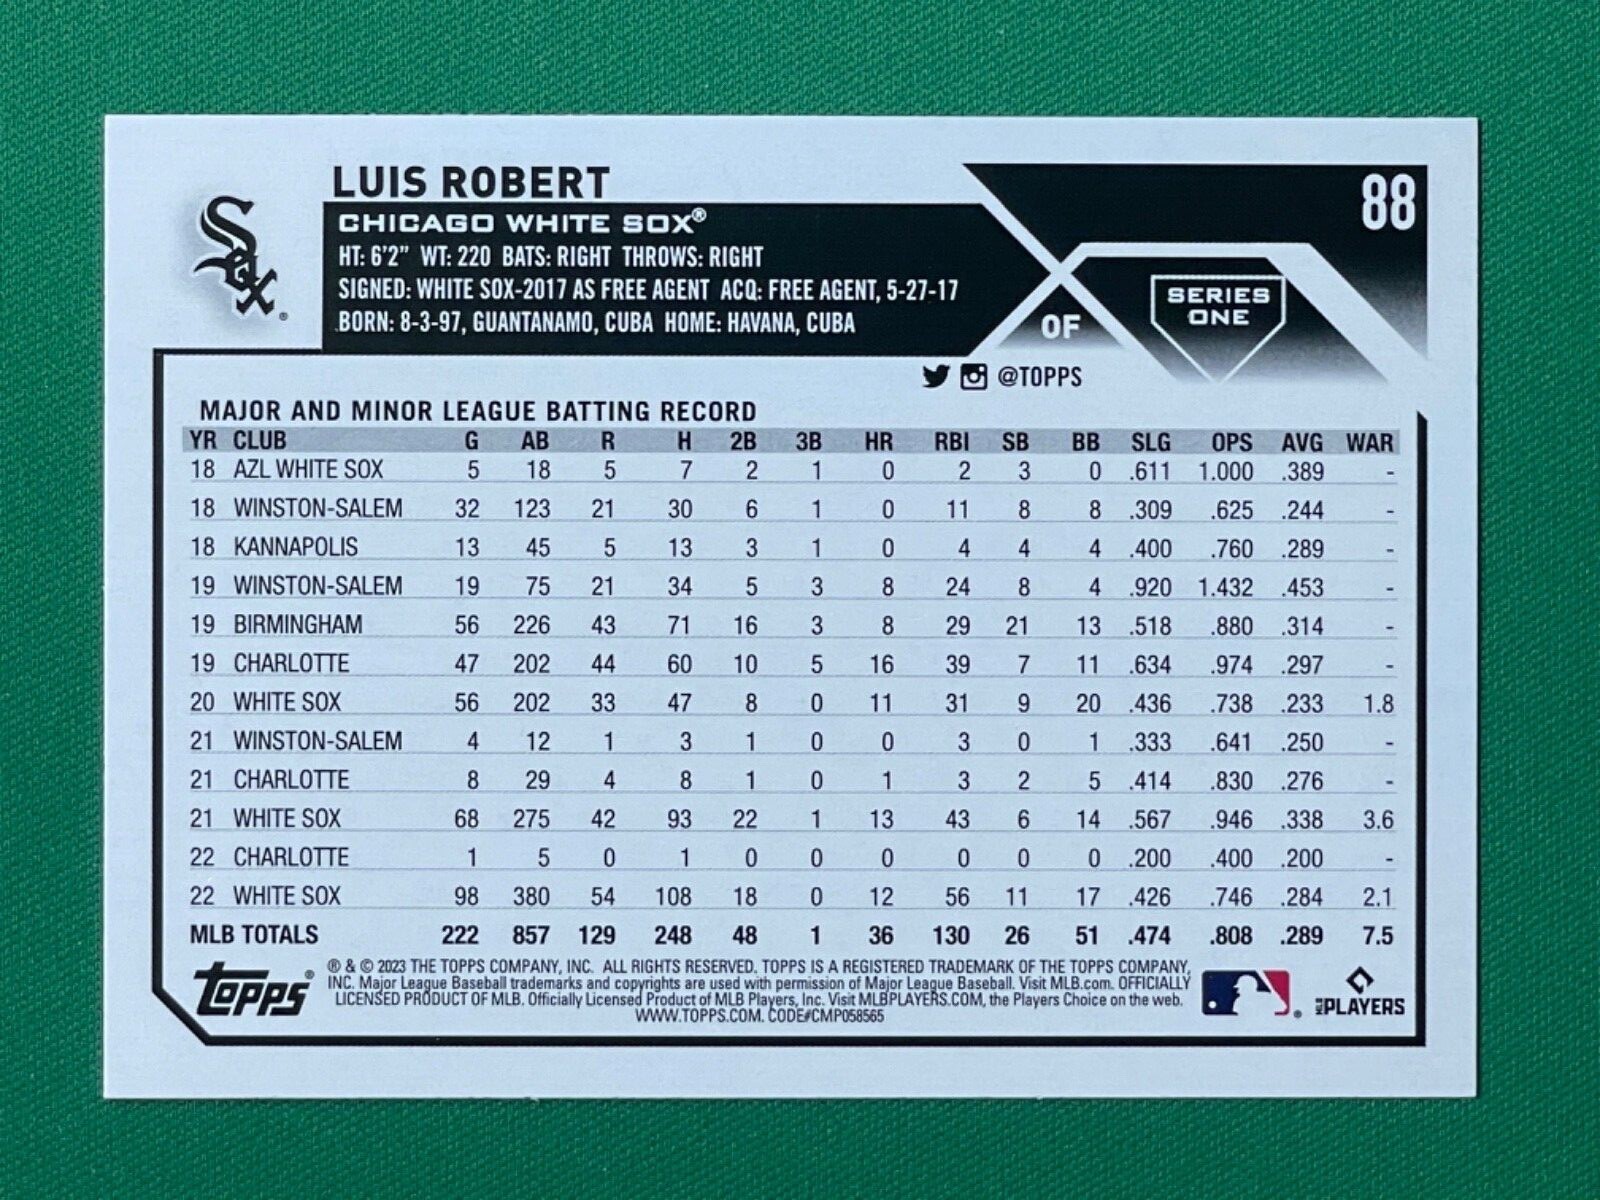 LUIS ROBERT
88
CHICAGO WHITE SOX®
HT: 6'2" WT: 220 BATS: RIGHT THROWS: RIGHT
SIGNED: WHITE SOX-2017 AS FREE AGENT ACQ: FREE AGENT, 5-27-17
BORN: 8-3-97, GUANTANAMO, CUBA HOME: HAVANA, CUBA
OF
SERIES
ONE
@TOPPS
MAJOR AND MINOR LEAGUE BATTING RECORD
YR CLUB G AB R H 2B 3B HR RBI SB BB SLG OPS AVG WAR
18 AZL WHITE SOX 5 18 5 7 2 1 0 2 3 0 .611 1.000 .389 -
18 WINSTON-SALEM 32 123 21 30 6 1 0 11 8 8 .309 .625 .244 -
18 KANNAPOLIS 13 45 5 13 3 1 0 4 4 4 .400 .760 .289 -
19 WINSTON-SALEM 19 75 21 34 5 3 8 24 8 4 .920 1.432 .453 -
19 BIRMINGHAM 56 226 43 71 16 3 8 29 21 13 .518 .880 .314 -
19 CHARLOTTE 47 202 44 60 10 5 16 39 7 11 .634 .974 .297 -
20 WHITE SOX 56 202 33 47 8 0 11 31 9 20 .436 .738 .233 1.8
21 WINSTON-SALEM 4 12 1 3 1 0 0 3 0 1 .333 .641 .250 -
21 CHARLOTTE 8 29 4 8 1 0 1 3 2 5 .414 .830 .276 -
21 WHITE SOX 68 275 42 93 22 1 13 43 6 14 .567 .946 .338 3.6
22 CHARLOTTE 1 5 0 1 0 0 0 0 0 0 .200 .400 .200 -
22 WHITE SOX 98 380 54 108 18 0 12 56 11 17 .426 .746 .284 2.1
MLB TOTALS 222 857 129 248 48 1 36 130 26 51 .474 .808 .289 7.5
Topps®
® & © 2023 THE TOPPS COMPANY, INC. ALL RIGHTS RESERVED. TOPPS IS A REGISTERED TRADEMARK OF THE TOPPS COMPANY,
INC. Major League Baseball trademarks and copyrights are used with permission of Major League Baseball. Visit MLB.com. OFFICIALLY
LICENSED PRODUCT OF MLB. Officially Licensed Product of MLB Players, Inc. Visit MLBPLAYERS.COM, the Players Choice on the web.
WWW.TOPPS.COM. CODE#CMP058565
MLB PLAYERS